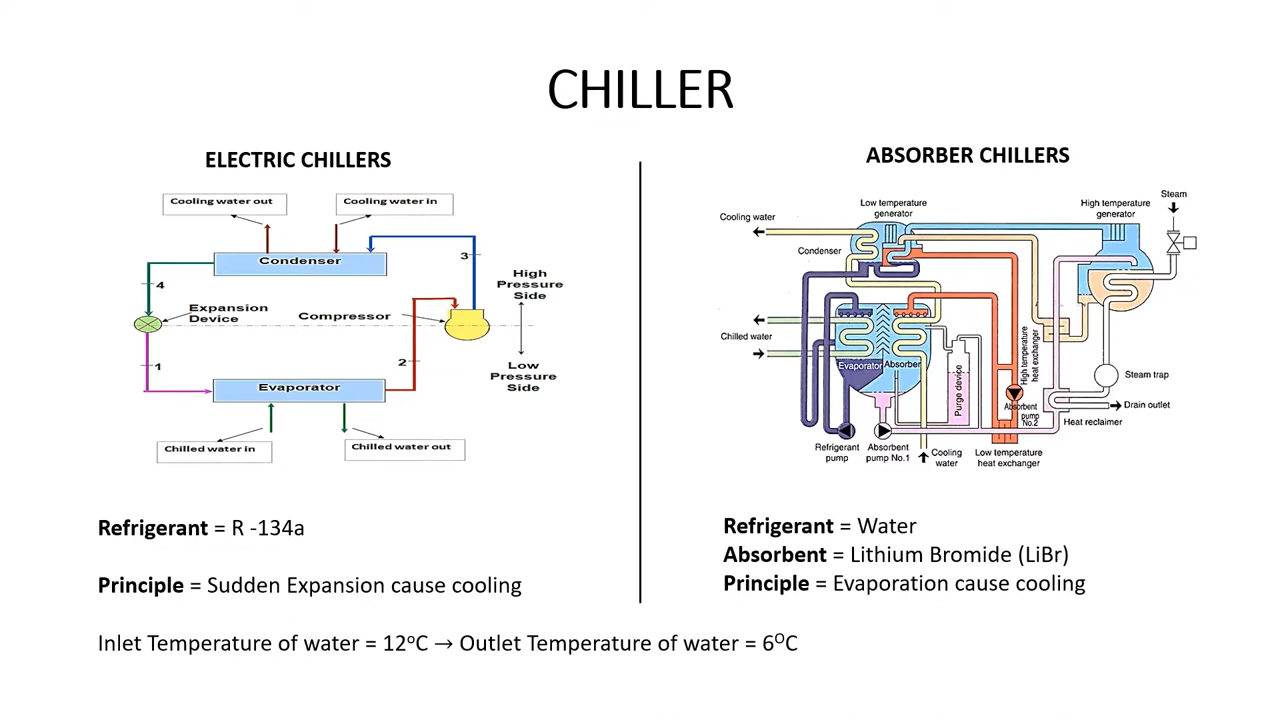 CHILLER
ELECTRIC CHILLERS
Cooling water out
Cooling water in
Condenser
3
4
High
Pressure
Side
Expansion
Device
Compressor
1
2
Low
Pressure
Side
Evaporator
Chilled water in
Chilled water out
Refrigerant = R -134a
Principle = Sudden Expansion cause cooling
ABSORBER CHILLERS
Steam
Low temperature
generator
High temperature
generator
Cooling water
Condenser
Chilled water
Evaporator
Absorber
Purge device
High temperature
heat exchanger
Steam trap
Absorbent
pump
No.2
Drain outlet
Heat reclaimer
Refrigerant
pump
Absorbent
pump No.1
Cooling
water
Low temperature
heat exchanger
Refrigerant = Water
Absorbent = Lithium Bromide (LiBr)
Principle = Evaporation cause cooling
Inlet Temperature of water = 12°C → Outlet Temperature of water = 6ᴼC